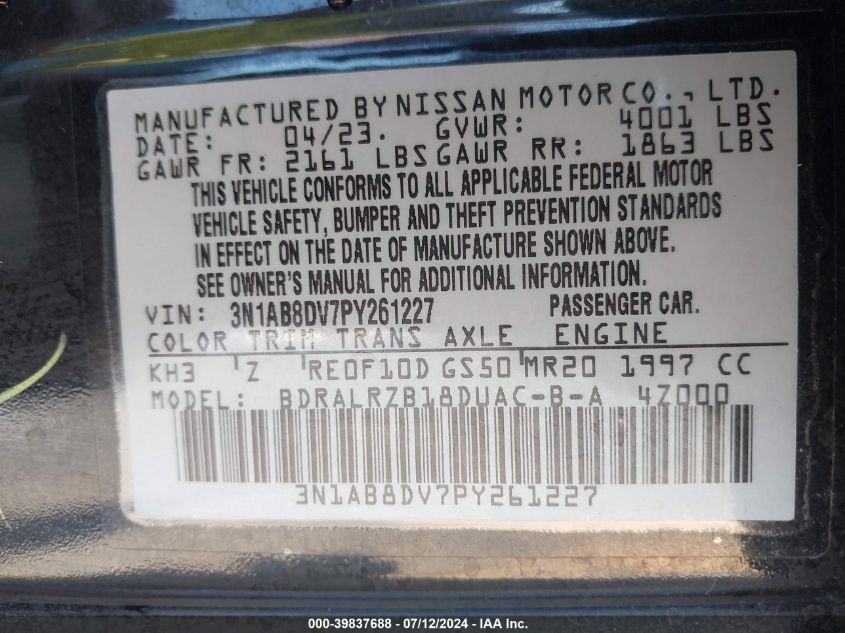 MANUFACTURED BY NISSAN MOTOR CO., LTD.
DATE: 04/23. GVWR: 4001 LBS
GAWR FR: 2161 LBS GAWR RR: 1863 LBS
THIS VEHICLE CONFORMS TO ALL APPLICABLE FEDERAL MOTOR
VEHICLE SAFETY, BUMPER AND THEFT PREVENTION STANDARDS
IN EFFECT ON THE DATE OF MANUFACTURE SHOWN ABOVE.
SEE OWNER'S MANUAL FOR ADDITIONAL INFORMATION.
VIN: 3N1AB8DV7PY261227 PASSENGER CAR.
COLOR TRIM TRANS AXLE ENGINE
KH3 Z RE0F10D GS50 MR20 1997 CC
MODEL: BDRALRZB18DUAC-B-A 4Z000
3N1AB8DV7PY261227
000-39837688 - 07/12/2024 - IAA Inc.